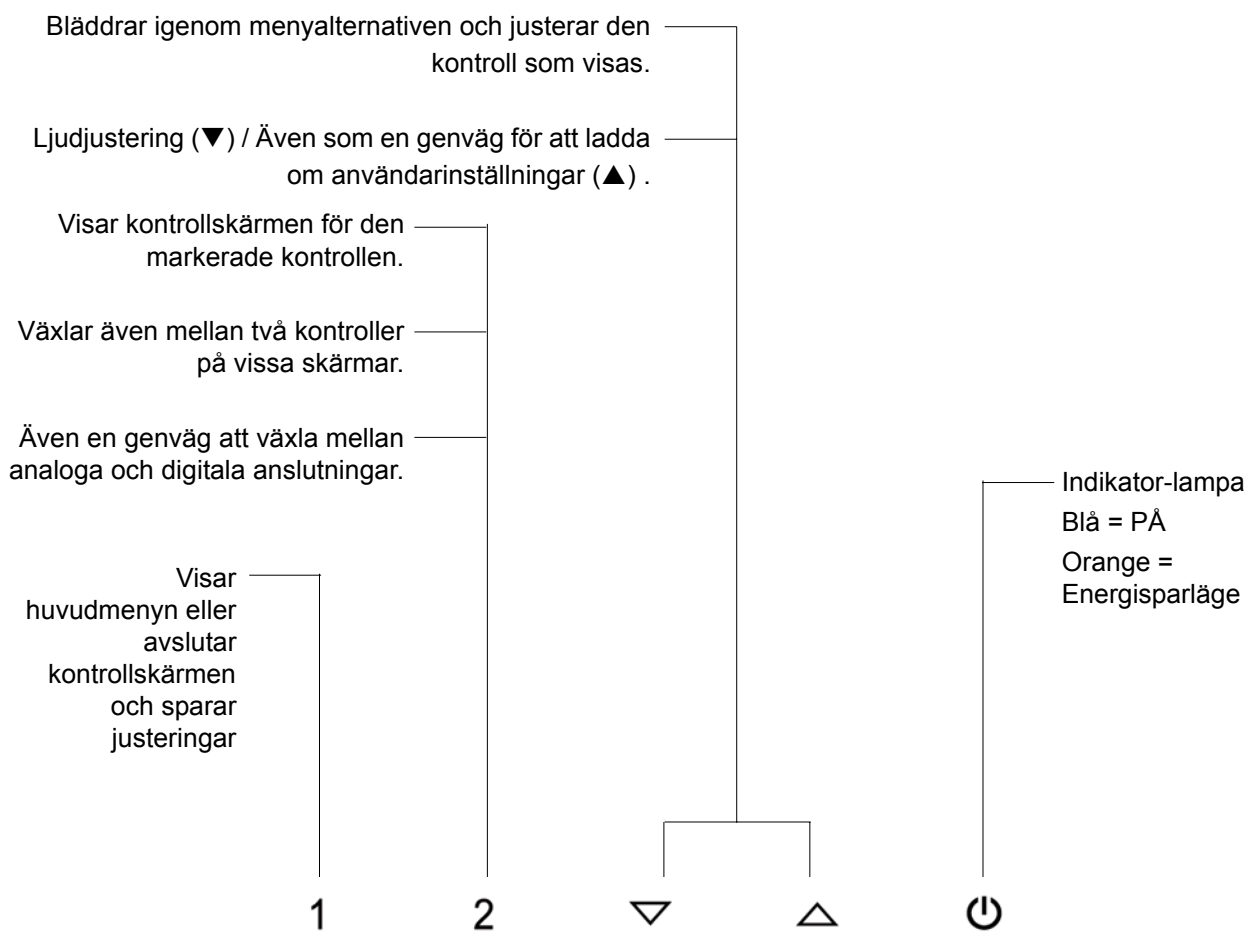 Bläddrar igenom menyalternativen och justerar den
kontroll som visas.
Ljudjustering (▼) / Även som en genväg för att ladda
om användarinställningar (▲) .
Visar kontrollskärmen för den
markerade kontrollen.
Växlar även mellan två kontroller
på vissa skärmar.
Även en genväg att växla mellan
analoga och digitala anslutningar.
Indikator-lampa
Blå = PÅ
Orange =
Energisparläge
Visar
huvudmenyn eller
avslutar
kontrollskärmen
och sparar
justeringar
1 2 ▽ △ ⏻